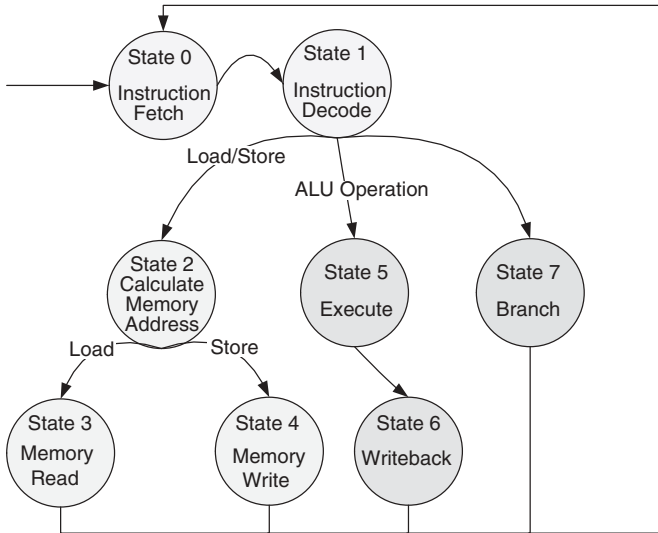 State 0
Instruction
Fetch
State 1
Instruction
Decode
Load/Store
ALU Operation
State 2
Calculate
Memory
Address
State 5
Execute
State 7
Branch
Load
Store
State 3
Memory
Read
State 4
Memory
Write
State 6
Writeback